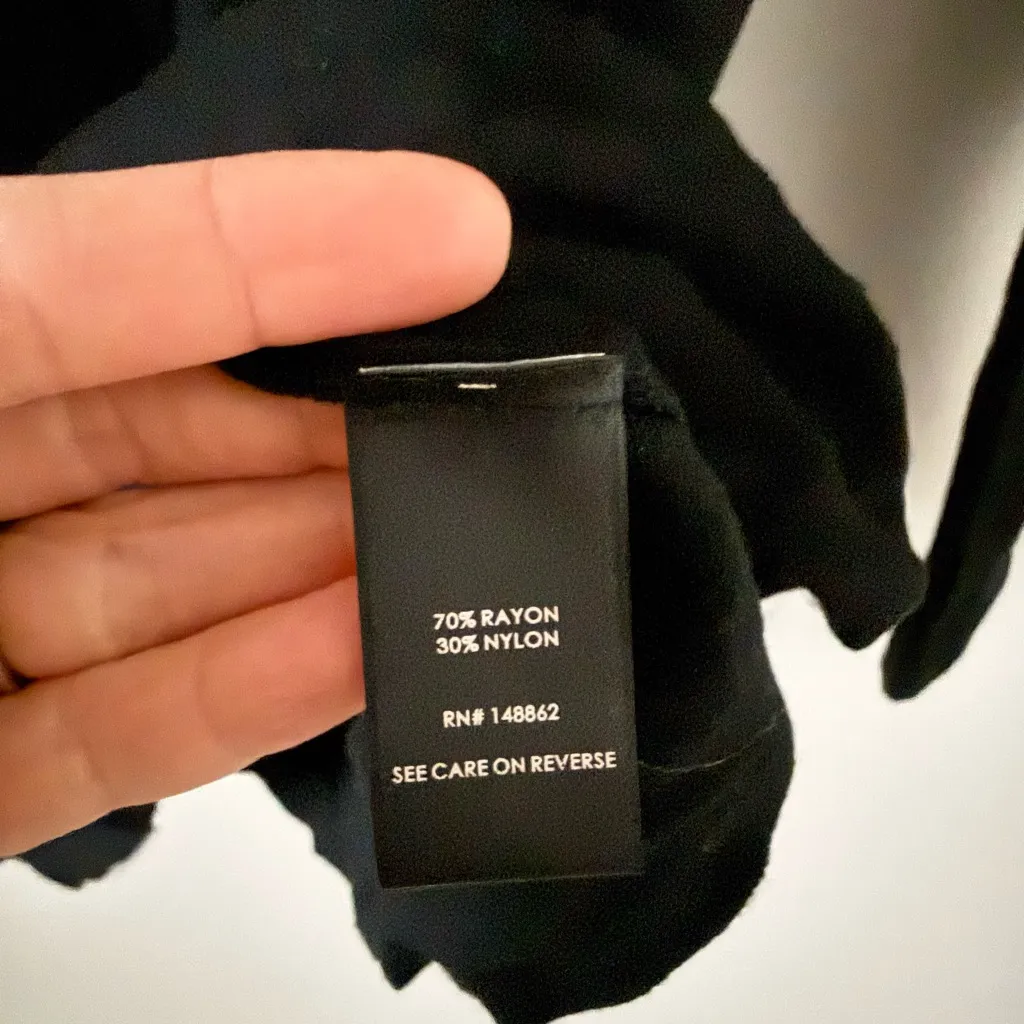 70% RAYON
30% NYLON
RN# 148862
SEE CARE ON REVERSE